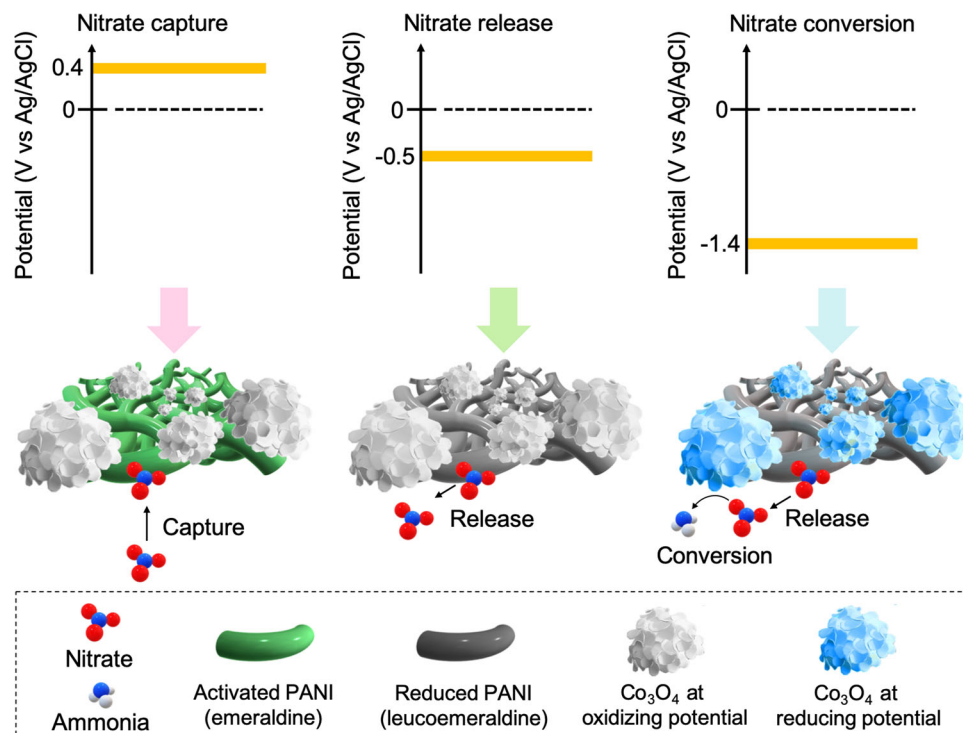 Nitrate capture
Potential (V vs Ag/AgCl)
0.4
0
Nitrate release
Potential (V vs Ag/AgCl)
0
-0.5
Nitrate conversion
Potential (V vs Ag/AgCl)
0
-1.4
Capture
Release
Release
Conversion
Nitrate
Ammonia
Activated PANI
(emeraldine)
Reduced PANI
(leucoemeraldine)
Co₃O₄ at
oxidizing potential
Co₃O₄ at
reducing potential